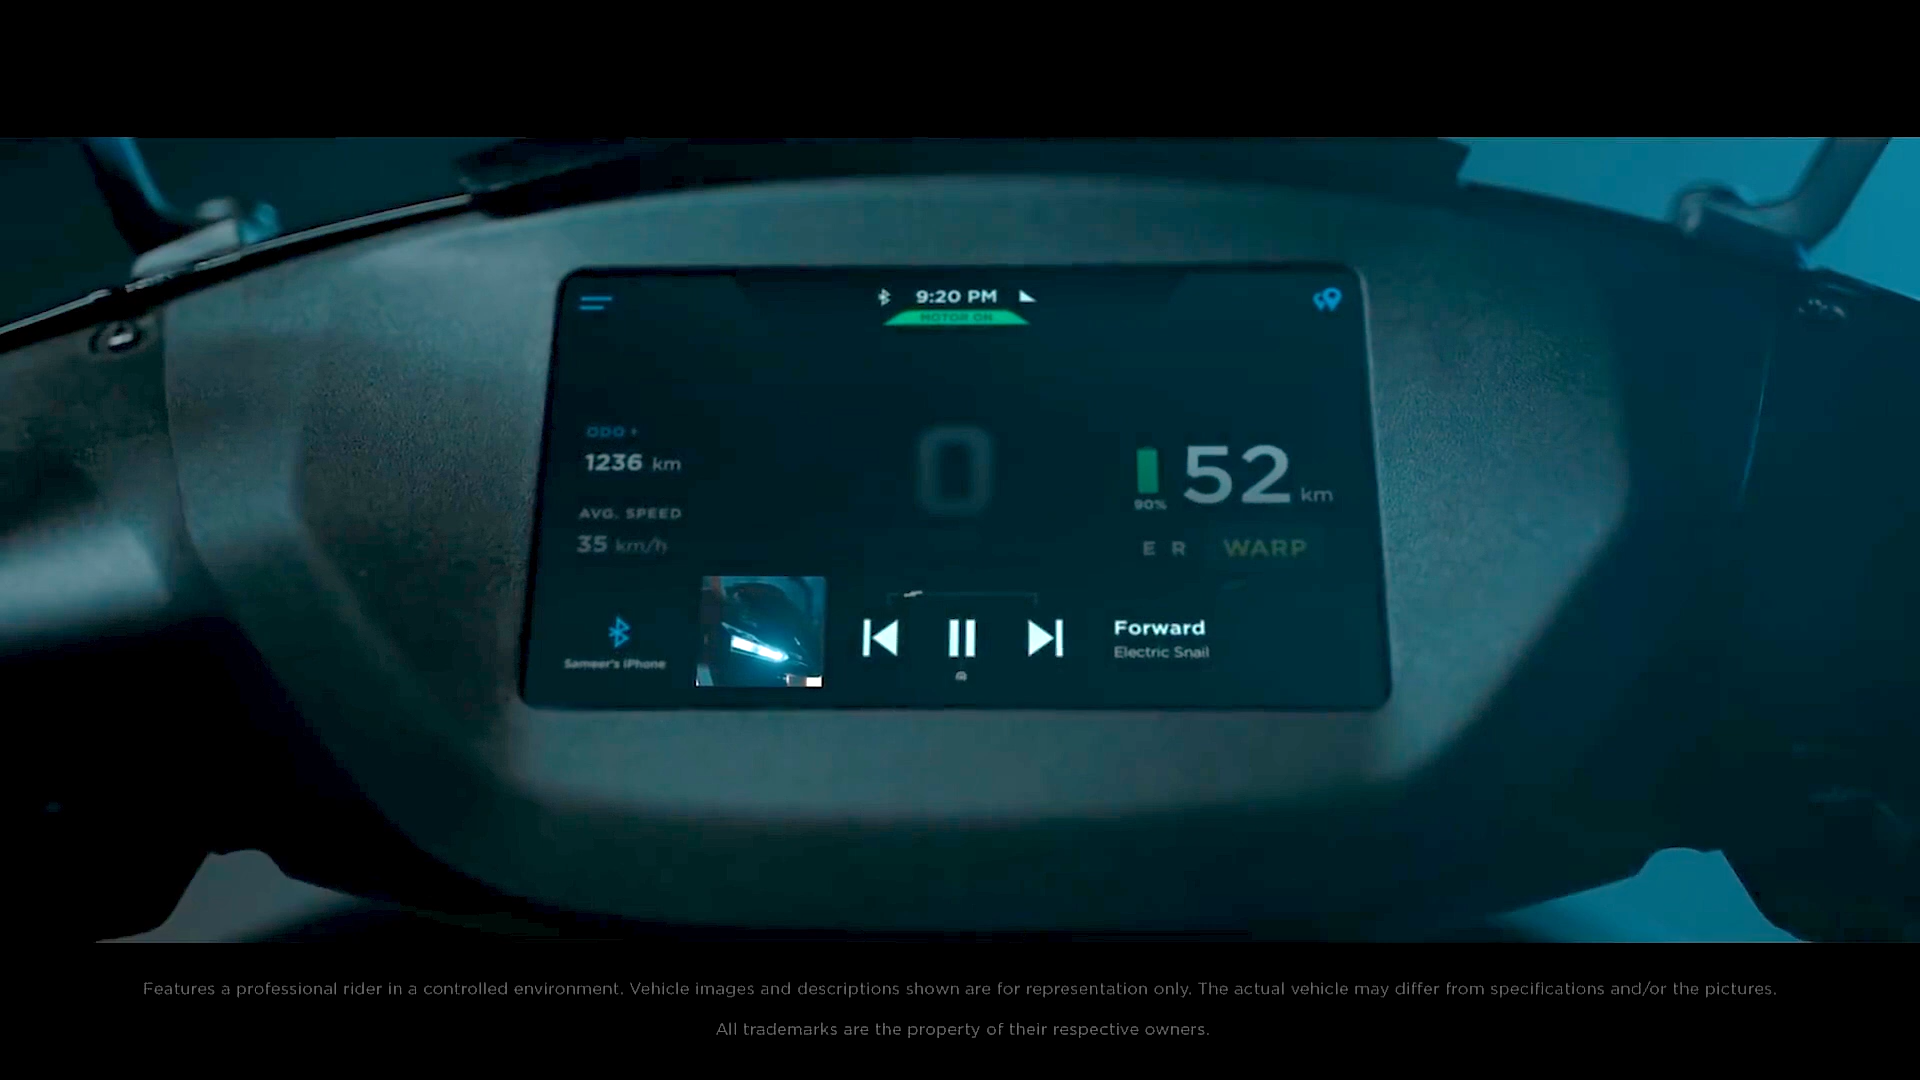 9:20 PM
MOTOR ON
ODO
1236 km
0
90%
52 km
AVG. SPEED
35 km/h
E R WARP
Sameer's iPhone
Forward
Electric Snail
Features a professional rider in a controlled environment. Vehicle images and descriptions shown are for representation only. The actual vehicle may differ from specifications and/or the pictures.
All trademarks are the property of their respective owners.